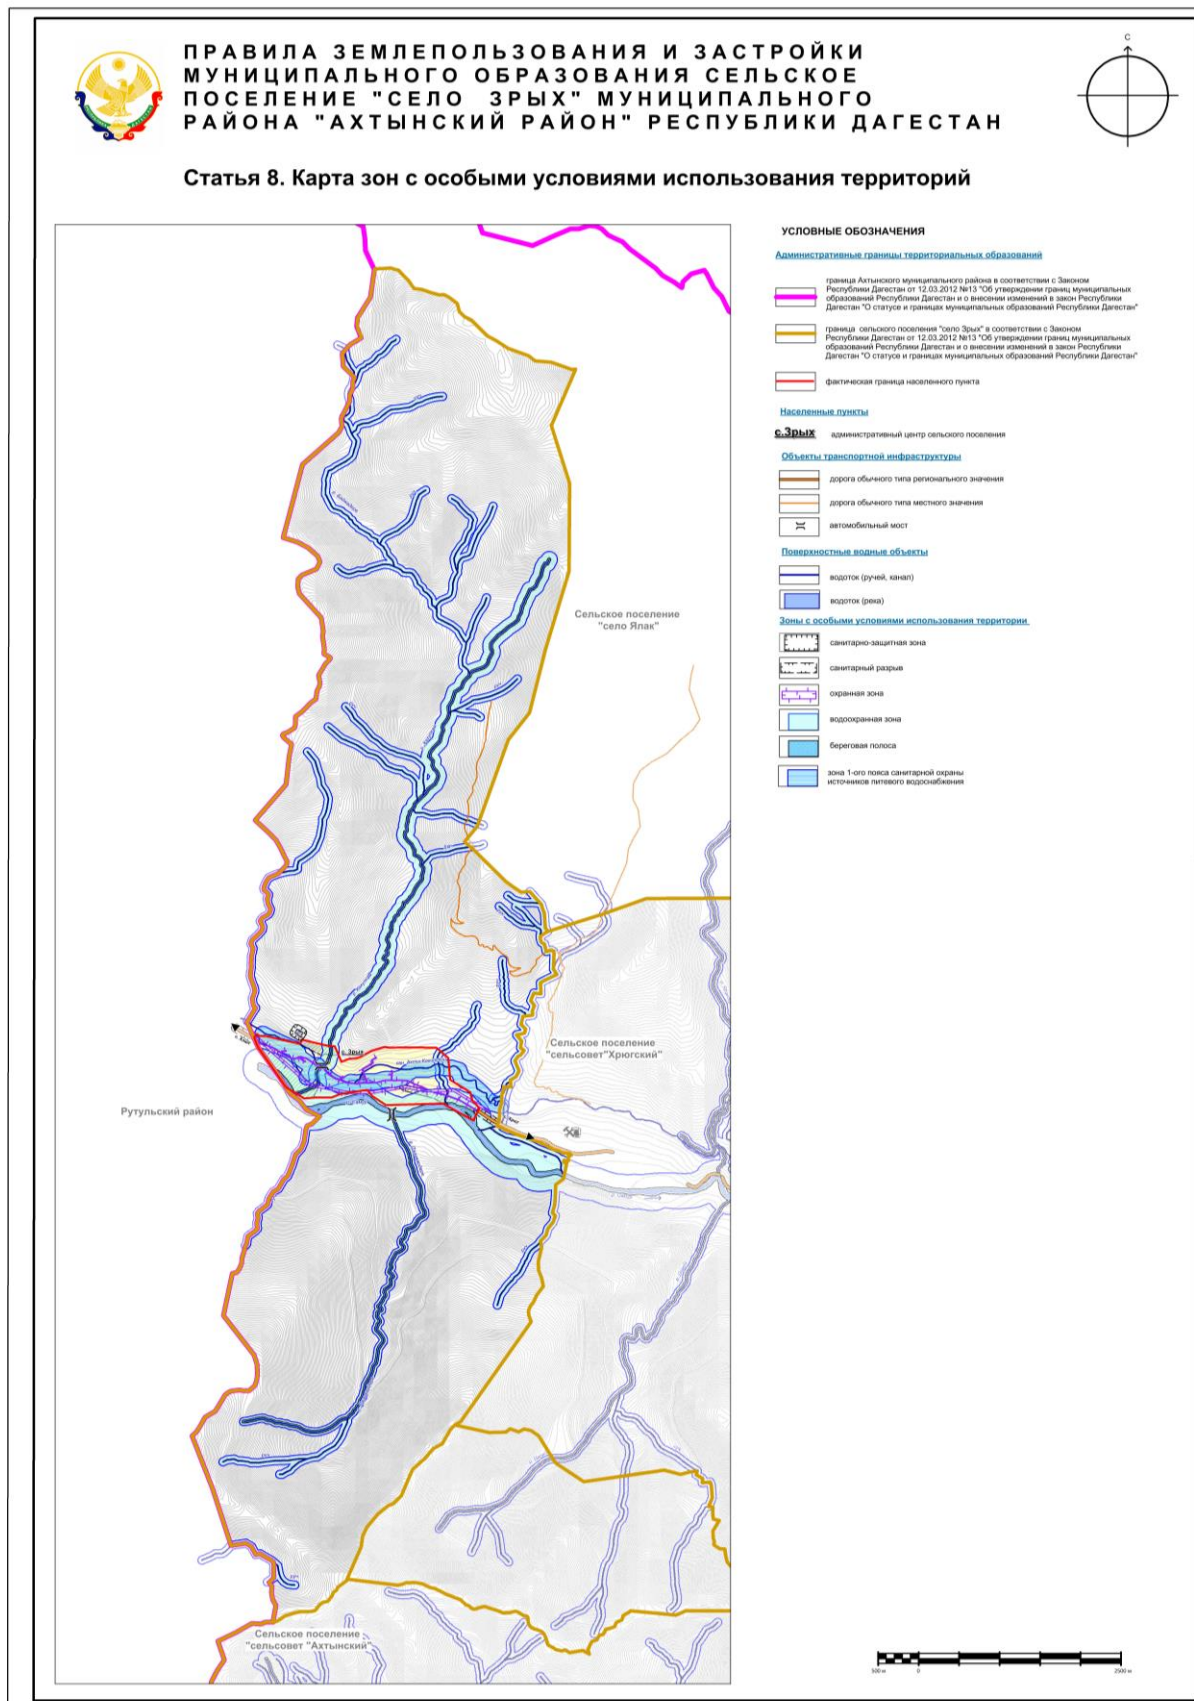 С
ПРАВИЛА ЗЕМЛЕПОЛЬЗОВАНИЯ И ЗАСТРОЙКИ
МУНИЦИПАЛЬНОГО ОБРАЗОВАНИЯ СЕЛЬСКОЕ
ПОСЕЛЕНИЕ "СЕЛО ЗРЫХ" МУНИЦИПАЛЬНОГО
РАЙОНА "АХТЫНСКИЙ РАЙОН" РЕСПУБЛИКИ ДАГЕСТАН
Статья 8. Карта зон с особыми условиями использования территорий
УСЛОВНЫЕ ОБОЗНАЧЕНИЯ
Административные границы территориальных образований
граница Ахтынского муниципального района в соответствии с Законом
Республики Дагестан от 12.03.2012 №13 "Об утверждении границ муниципальных
образований Республики Дагестан и о внесении изменений в закон Республики
Дагестан "О статусе и границах муниципальных образований Республики Дагестан"
граница сельского поселения "село Зрых" в соответствии с Законом
Республики Дагестан от 12.03.2012 №13 "Об утверждении границ муниципальных
образований Республики Дагестан и о внесении изменений в закон Республики
Дагестан "О статусе и границах муниципальных образований Республики Дагестан"
фактическая граница населенного пункта
Населенные пункты
с.Зрых административный центр сельского поселения
Объекты транспортной инфраструктуры
дорога обычного типа регионального значения
дорога обычного типа местного значения
автомобильный мост
Поверхностные водные объекты
водоток (ручей, канал)
водоток (река)
Зоны с особыми условиями использования территории
санитарно-защитная зона
санитарный разрыв
охранная зона
водоохранная зона
береговая полоса
зона 1-ого пояса санитарной охраны
источников питевого водоснабжения
Сельское поселение
"село Ялак"
Сельское поселение
"сельсовет"Хрюгский"
с.Зрых
Рутульский район
Сельское поселение
"сельсовет "Ахтынский"
500 м 0 2500 м